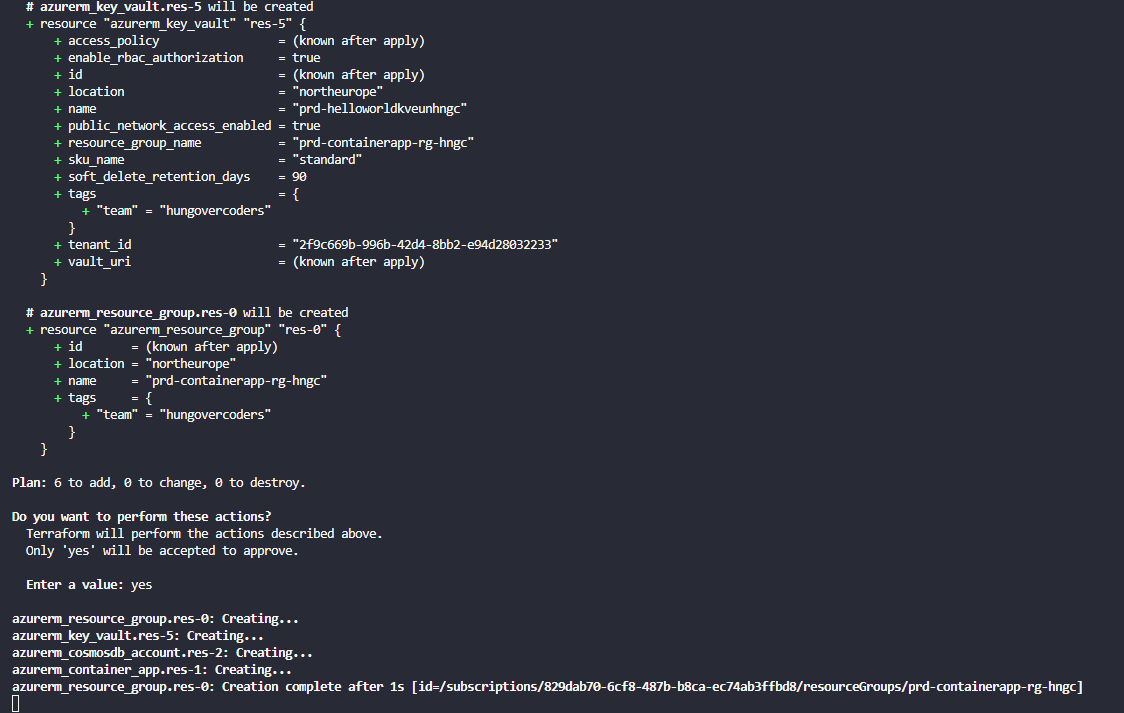 # azurerm_key_vault.res-5 will be created
+ resource "azurerm_key_vault" "res-5" {
+ access_policy = (known after apply)
+ enable_rbac_authorization = true
+ id = (known after apply)
+ location = "northeurope"
+ name = "prd-helloworldkveunhngc"
+ public_network_access_enabled = true
+ resource_group_name = "prd-containerapp-rg-hngc"
+ sku_name = "standard"
+ soft_delete_retention_days = 90
+ tags = {
+ "team" = "hungovercoders"
}
+ tenant_id = "2f9c669b-996b-42d4-8bb2-e94d28032233"
+ vault_uri = (known after apply)
}
# azurerm_resource_group.res-0 will be created
+ resource "azurerm_resource_group" "res-0" {
+ id = (known after apply)
+ location = "northeurope"
+ name = "prd-containerapp-rg-hngc"
+ tags = {
+ "team" = "hungovercoders"
}
}
Plan: 6 to add, 0 to change, 0 to destroy.
Do you want to perform these actions?
Terraform will perform the actions described above.
Only 'yes' will be accepted to approve.
Enter a value: yes
azurerm_resource_group.res-0: Creating...
azurerm_key_vault.res-5: Creating...
azurerm_cosmosdb_account.res-2: Creating...
azurerm_container_app.res-1: Creating...
azurerm_resource_group.res-0: Creation complete after 1s [id=/subscriptions/829dab70-6cf8-487b-b8ca-ec74ab3ffbd8/resourceGroups/prd-containerapp-rg-hngc]